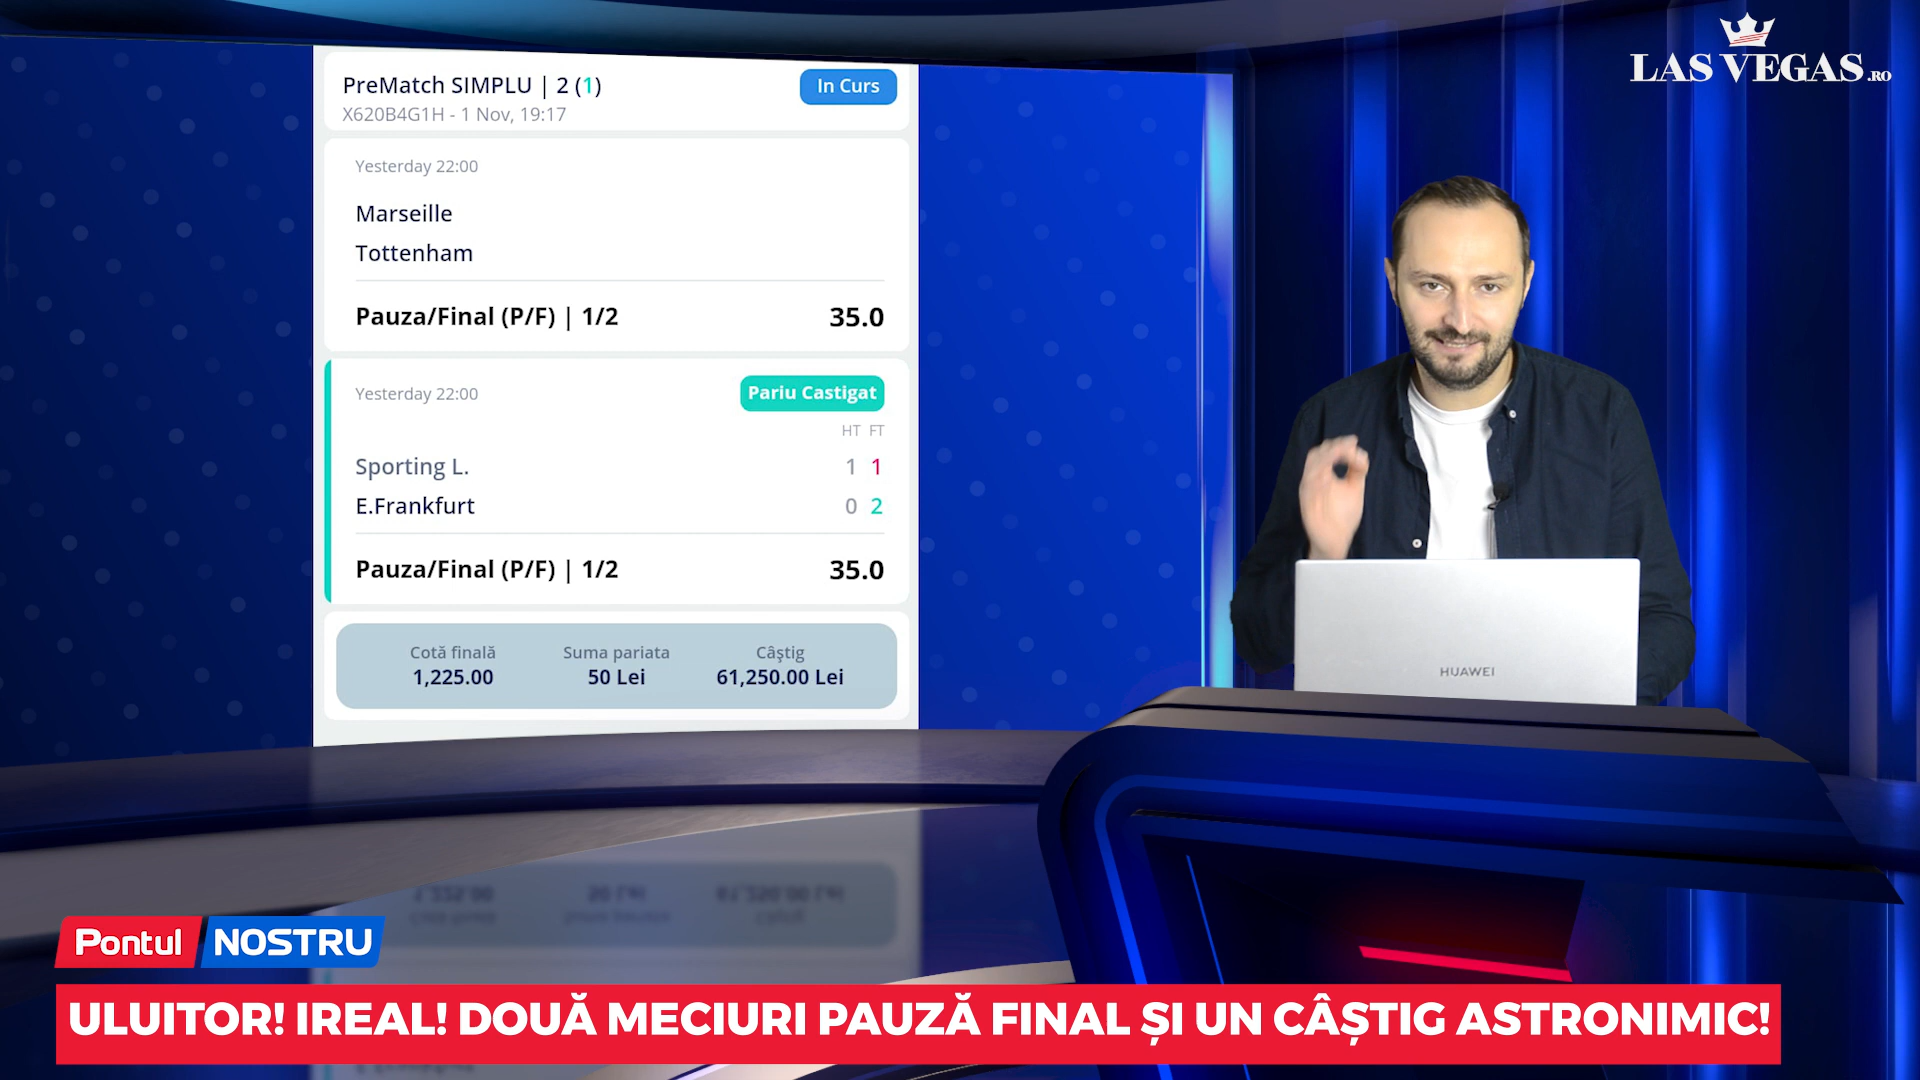 LAS VEGAS.RO
PreMatch SIMPLU | 2 (1)
In Curs
X620B4G1H - 1 Nov, 19:17
Yesterday 22:00
Marseille
Tottenham
Pauza/Final (P/F) | 1/2 35.0
Yesterday 22:00
Pariu Castigat
HT FT
Sporting L. 1 1
E.Frankfurt 0 2
Pauza/Final (P/F) | 1/2 35.0
Cotă finală Suma pariata Câştig
1,225.00 50 Lei 61,250.00 Lei
HUAWEI
Pontul NOSTRU
ULUITOR! IREAL! DOUĂ MECIURI PAUZĂ FINAL ȘI UN CÂȘTIG ASTRONIMIC!